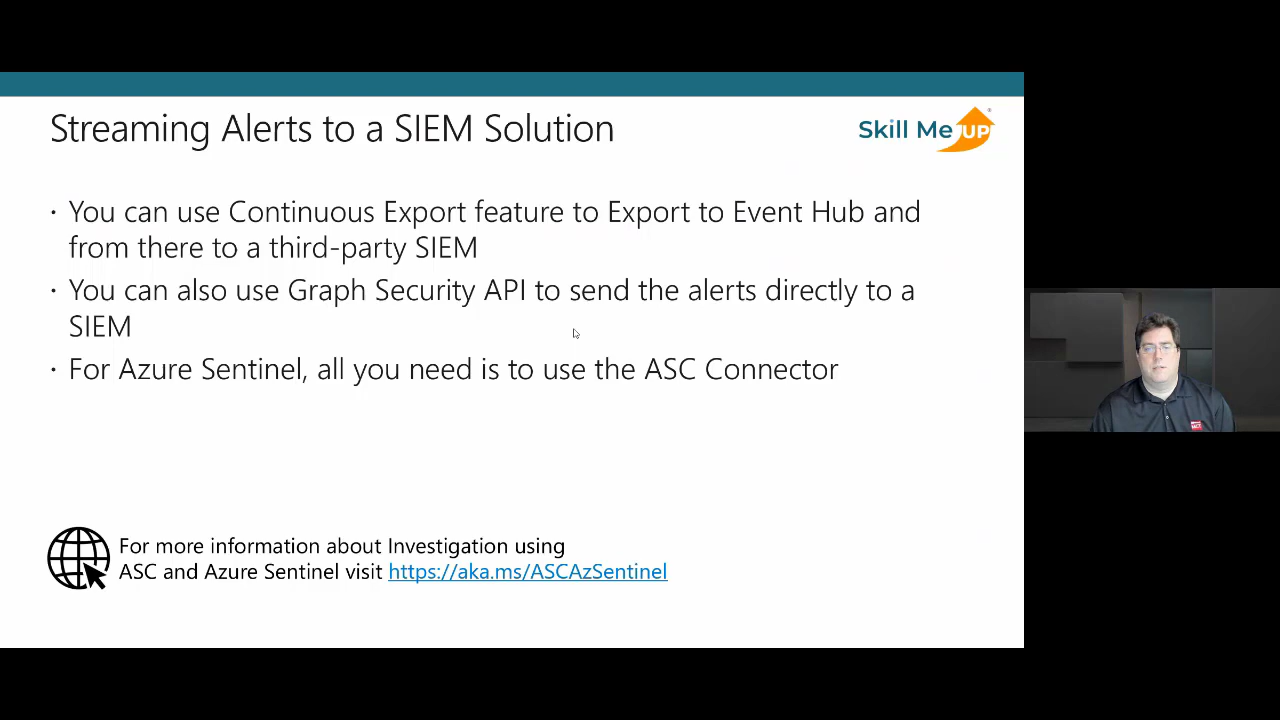 Streaming Alerts to a SIEM Solution
Skill Me UP
• You can use Continuous Export feature to Export to Event Hub and
from there to a third-party SIEM
• You can also use Graph Security API to send the alerts directly to a
SIEM
• For Azure Sentinel, all you need is to use the ASC Connector
For more information about Investigation using
ASC and Azure Sentinel visit https://aka.ms/ASCAzSentinel